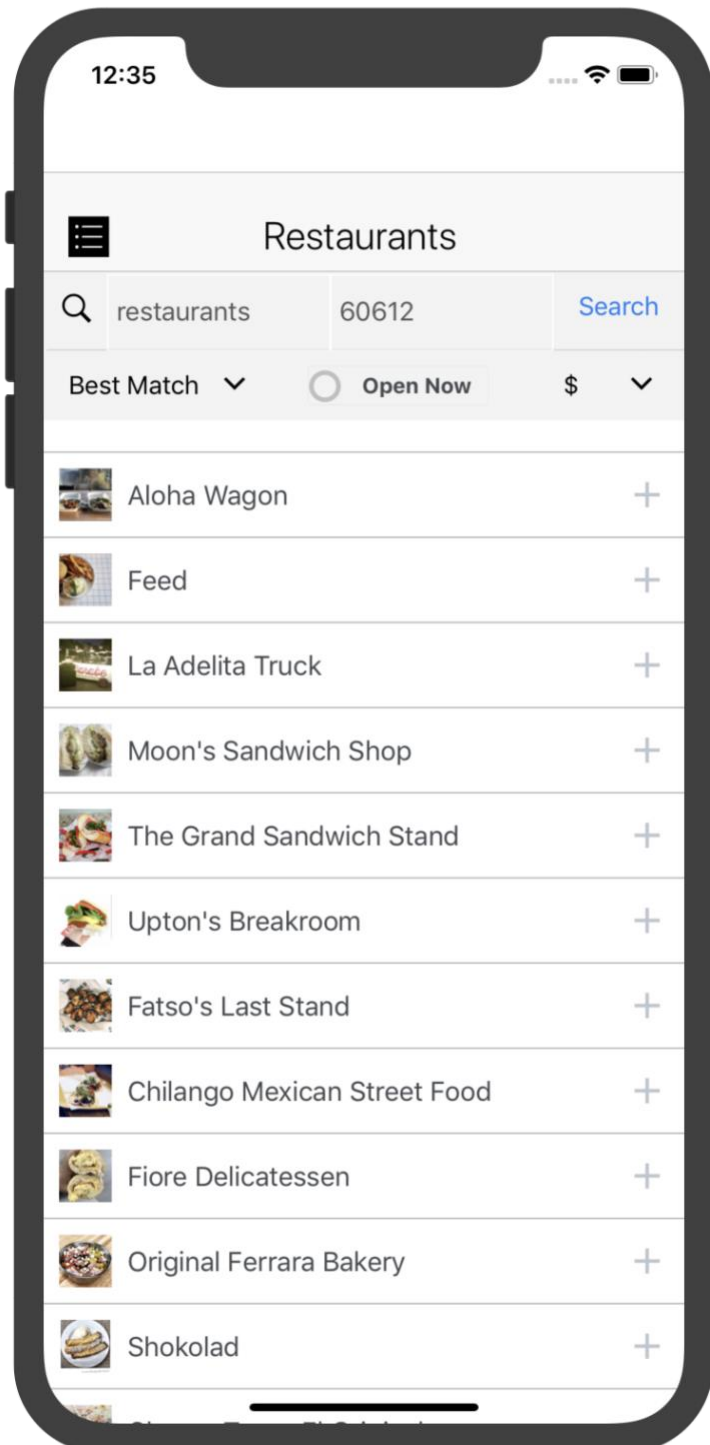 12:35
Restaurants
restaurants 60612 Search
Best Match Open Now $
Aloha Wagon
Feed
La Adelita Truck
Moon's Sandwich Shop
The Grand Sandwich Stand
Upton's Breakroom
Fatso's Last Stand
Chilango Mexican Street Food
Fiore Delicatessen
Original Ferrara Bakery
Shokolad